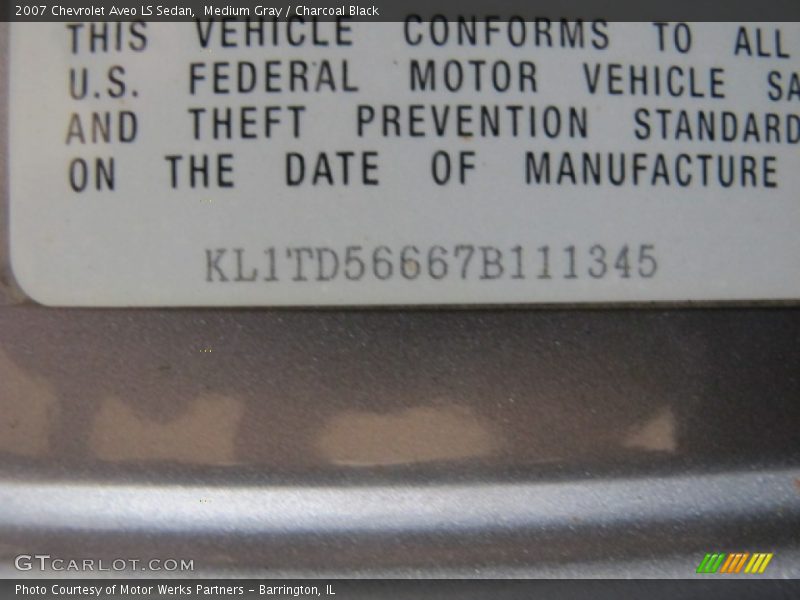 2007 Chevrolet Aveo LS Sedan, Medium Gray / Charcoal Black
THIS VEHICLE CONFORMS TO ALL
U.S. FEDERAL MOTOR VEHICLE SA
AND THEFT PREVENTION STANDARD
ON THE DATE OF MANUFACTURE
KL1TD56667B111345
GTCARLOT.COM
Photo Courtesy of Motor Werks Partners - Barrington, IL